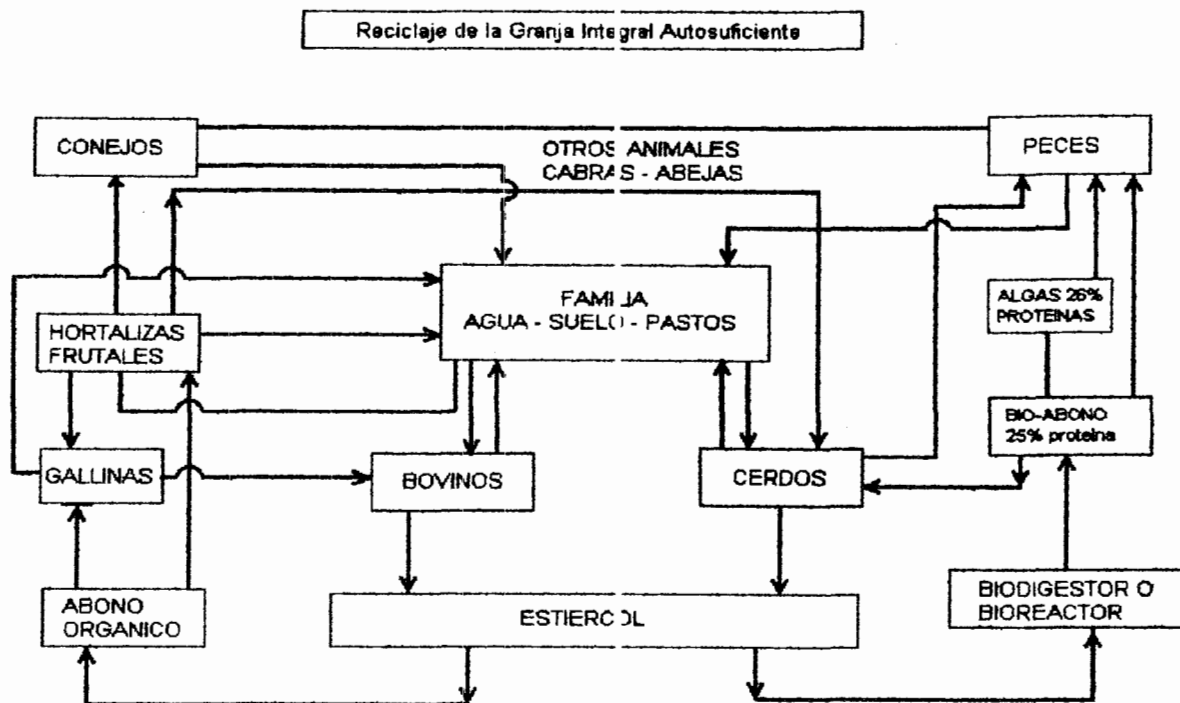 Reciclaje de la Granja Integral Autosuficiente
CONEJOS
OTROS ANIMALES
CABRAS - ABEJAS
PECES
FAMILIA
AGUA - SUELO - PASTOS
ALGAS 26%
PROTEINAS
HORTALIZAS
FRUTALES
BIO-ABONO
25% proteina
GALLINAS
BOVINOS
CERDOS
ABONO
ORGANICO
ESTIERCOL
BIODIGESTOR O
BIOREACTOR